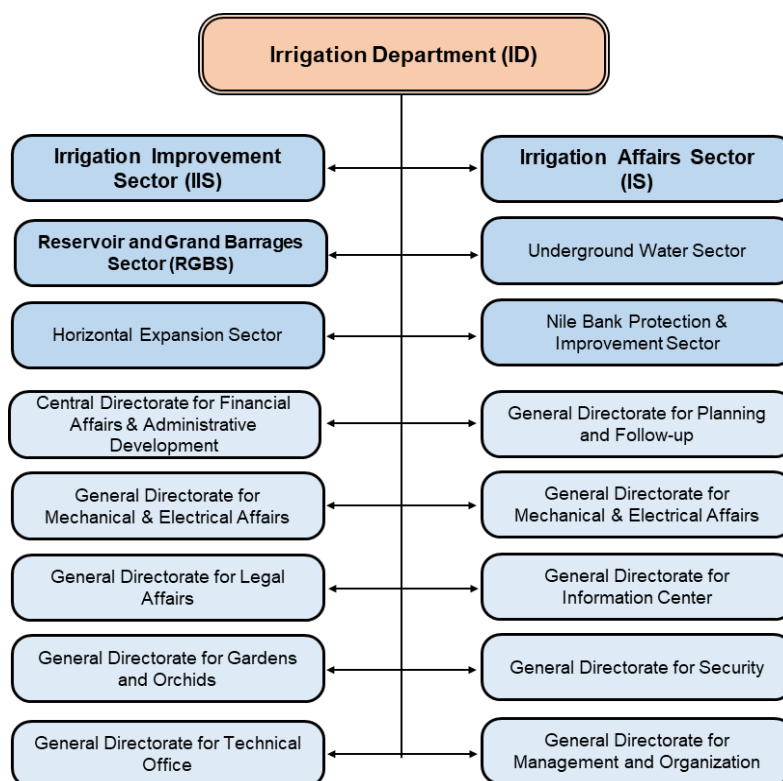 Irrigation Department (ID)
Irrigation Improvement
Sector (IIS)
Irrigation Affairs Sector
(IS)
Reservoir and Grand Barrages
Sector (RGBS)
Underground Water Sector
Horizontal Expansion Sector
Nile Bank Protection &
Improvement Sector
Central Directorate for Financial
Affairs & Administrative
Development
General Directorate for Planning
and Follow-up
General Directorate for
Mechanical & Electrical Affairs
General Directorate for
Mechanical & Electrical Affairs
General Directorate for Legal
Affairs
General Directorate for
Information Center
General Directorate for Gardens
and Orchids
General Directorate for Security
General Directorate for Technical
Office
General Directorate for
Management and Organization